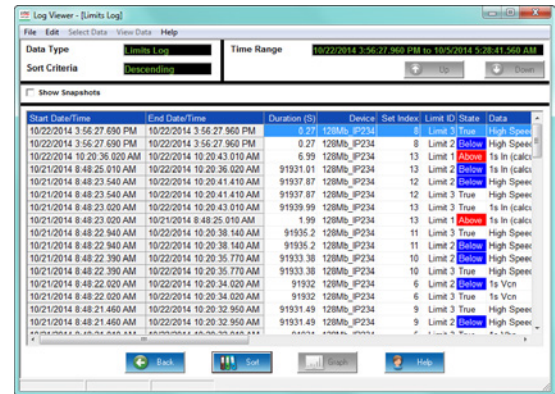 Log Viewer - [Limits Log]
File Edit Select Data View Data Help
Data Type Limits Log Time Range 10/22/2014 3:56:27.960 PM to 10/5/2014 5:28:41.560 AM
Sort Criteria Descending Up Down
Show Snapshots
Start Date/Time End Date/Time Duration (S) Device Set Index Limit ID State Data
10/22/2014 3:56:27.690 PM 10/22/2014 3:56:27.960 PM 0.27 128Mb_IP234 8 Limit 3 True High Speed
10/22/2014 3:56:27.690 PM 10/22/2014 3:56:27.960 PM 0.27 128Mb_IP234 8 Limit 2 Below High Speed
10/22/2014 10:20:36.020 AM 10/22/2014 10:20:43.010 AM 6.99 128Mb_IP234 13 Limit 1 Above 1s In (calcu
10/21/2014 8:48:25.010 AM 10/22/2014 10:20:36.020 AM 91931.01 128Mb_IP234 13 Limit 2 Below 1s In (calcu
10/21/2014 8:48:23.540 AM 10/22/2014 10:20:41.410 AM 91937.87 128Mb_IP234 12 Limit 2 Below High Speed
10/21/2014 8:48:23.540 AM 10/22/2014 10:20:41.410 AM 91937.87 128Mb_IP234 12 Limit 3 True High Speed
10/21/2014 8:48:23.020 AM 10/22/2014 10:20:43.010 AM 91939.99 128Mb_IP234 13 Limit 3 True 1s In (calcu
10/21/2014 8:48:23.020 AM 10/21/2014 8:48:25.010 AM 1.99 128Mb_IP234 13 Limit 1 Above 1s In (calcu
10/21/2014 8:48:22.940 AM 10/22/2014 10:20:38.140 AM 91935.2 128Mb_IP234 11 Limit 3 True High Speed
10/21/2014 8:48:22.940 AM 10/22/2014 10:20:38.140 AM 91935.2 128Mb_IP234 11 Limit 2 Below High Speed
10/21/2014 8:48:22.390 AM 10/22/2014 10:20:35.770 AM 91933.38 128Mb_IP234 10 Limit 2 Below High Speed
10/21/2014 8:48:22.390 AM 10/22/2014 10:20:35.770 AM 91933.38 128Mb_IP234 10 Limit 3 True High Speed
10/21/2014 8:48:22.020 AM 10/22/2014 10:20:34.020 AM 91932 128Mb_IP234 6 Limit 2 Below 1s Vcn
10/21/2014 8:48:22.020 AM 10/22/2014 10:20:34.020 AM 91932 128Mb_IP234 6 Limit 3 True 1s Vcn
10/21/2014 8:48:21.460 AM 10/22/2014 10:20:32.950 AM 91931.49 128Mb_IP234 9 Limit 3 True High Speed
10/21/2014 8:48:21.460 AM 10/22/2014 10:20:32.950 AM 91931.49 128Mb_IP234 9 Limit 2 Below High Speed
Back Sort Graph Help